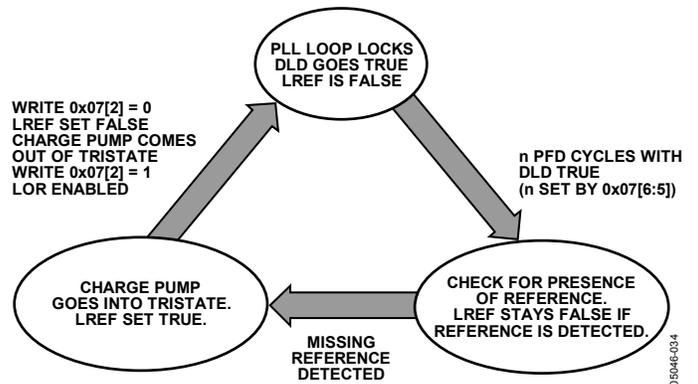 PLL LOOP LOCKS
DLD GOES TRUE
LREF IS FALSE
WRITE 0x07[2] = 0
LREF SET FALSE
CHARGE PUMP COMES
OUT OF TRISTATE
WRITE 0x07[2] = 1
LOR ENABLED
n PFD CYCLES WITH
DLD TRUE
(n SET BY 0x07[6:5])
CHARGE PUMP
GOES INTO TRISTATE.
LREF SET TRUE.
CHECK FOR PRESENCE
OF REFERENCE.
LREF STAYS FALSE IF
REFERENCE IS DETECTED.
MISSING
REFERENCE
DETECTED
05046-034